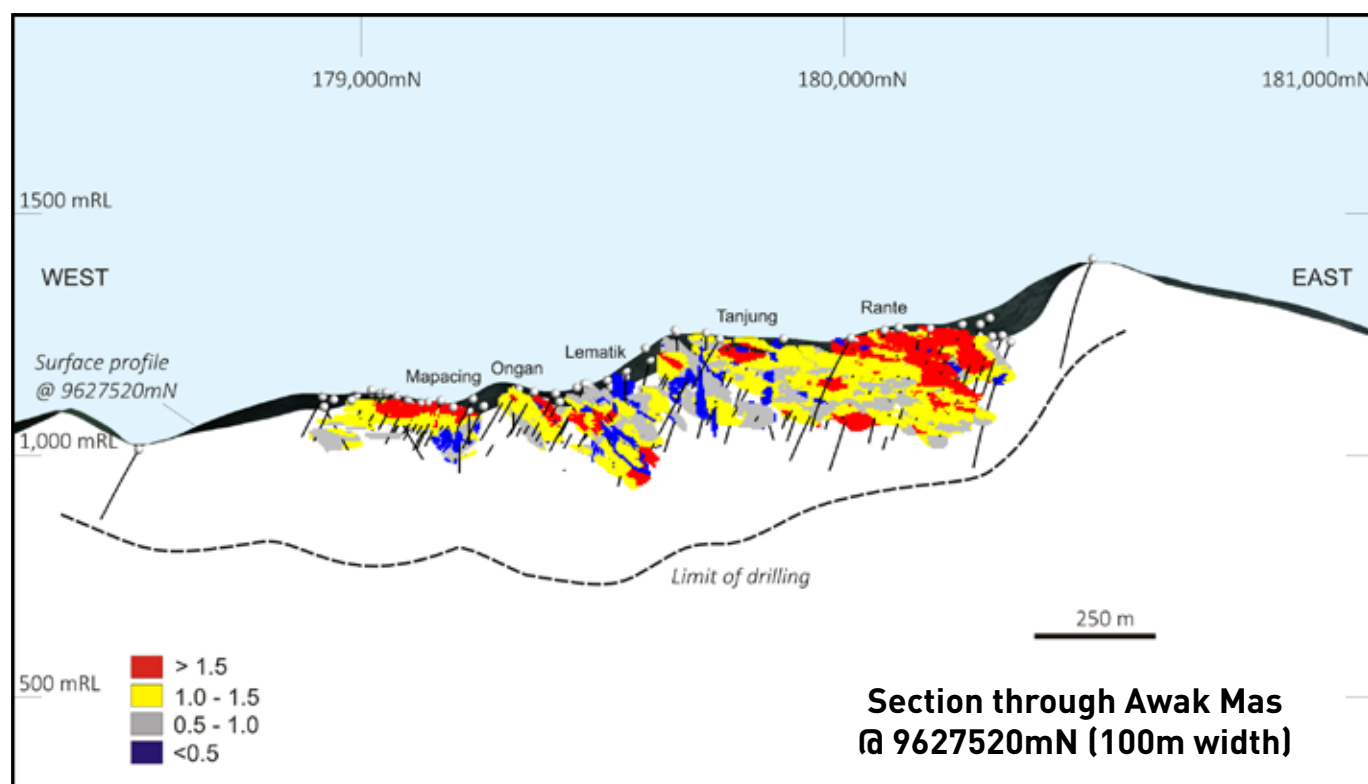 179,000mN
180,000mN
181,000mN
1500 mRL
WEST
EAST
Rante
Tanjung
Lematik
Ongan
Mapacing
Surface profile
@ 9627520mN
1,000 mRL
Limit of drilling
250 m
500 mRL
> 1.5
1.0 - 1.5
0.5 - 1.0
<0.5
Section through Awak Mas
@ 9627520mN (100m width)